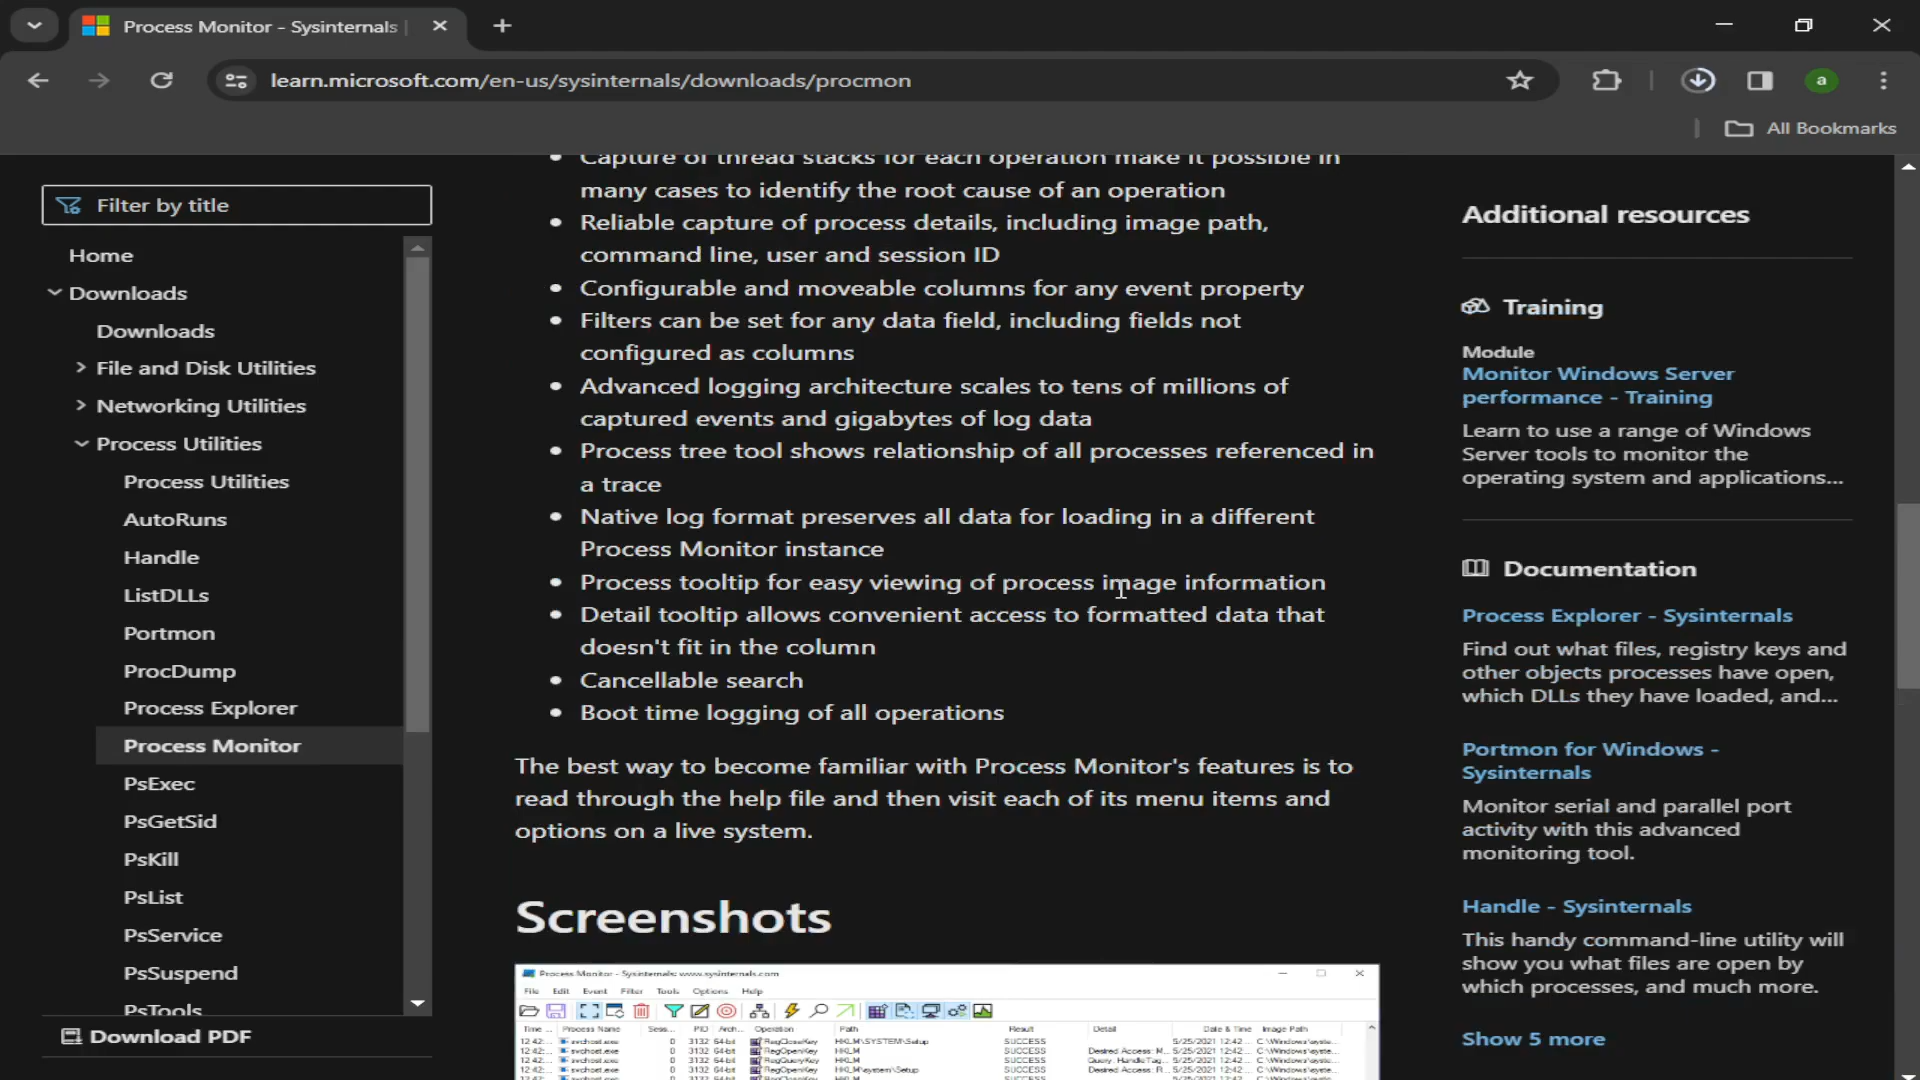 Process Monitor - Sysinternals |
learn.microsoft.com/en-us/sysinternals/downloads/procmon
a
All Bookmarks
Filter by title
Home
Downloads
Downloads
File and Disk Utilities
Networking Utilities
Process Utilities
Process Utilities
AutoRuns
Handle
ListDLLs
Portmon
ProcDump
Process Explorer
Process Monitor
PsExec
PsGetSid
PsKill
PsList
PsService
PsSuspend
PsTools
Download PDF
Capture of thread stacks for each operation make it possible in
many cases to identify the root cause of an operation
Reliable capture of process details, including image path,
command line, user and session ID
Configurable and moveable columns for any event property
Filters can be set for any data field, including fields not
configured as columns
Advanced logging architecture scales to tens of millions of
captured events and gigabytes of log data
Process tree tool shows relationship of all processes referenced in
a trace
Native log format preserves all data for loading in a different
Process Monitor instance
Process tooltip for easy viewing of process image information
Detail tooltip allows convenient access to formatted data that
doesn't fit in the column
Cancellable search
Boot time logging of all operations
The best way to become familiar with Process Monitor's features is to
read through the help file and then visit each of its menu items and
options on a live system.
Screenshots
Process Monitor - Sysinternals: www.sysinternals.com
File Edit Event Filter Tools Options Help
Time ... Process Name Sess... PID Arch... Operation Path Result Detail Date & Time Image Path
12:42:... svchost.exe 0 3132 64-bit RegCloseKey HKLM\SYSTEM\Setup SUCCESS 5/25/2021 12:42... C:\Windows\syste...
12:42:... svchost.exe 0 3132 64-bit RegOpenKey HKLM SUCCESS Desired Access: M... 5/25/2021 12:42... C:\Windows\syste...
12:42:... svchost.exe 0 3132 64-bit RegQueryKey HKLM SUCCESS Query: HandleTag... 5/25/2021 12:42... C:\Windows\syste...
12:42:... svchost.exe 0 3132 64-bit RegOpenKey HKLM\system\Setup SUCCESS Desired Access: R... 5/25/2021 12:42... C:\Windows\syste...
Additional resources
Training
Module
Monitor Windows Server
performance - Training
Learn to use a range of Windows
Server tools to monitor the
operating system and applications...
Documentation
Process Explorer - Sysinternals
Find out what files, registry keys and
other objects processes have open,
which DLLs they have loaded, and...
Portmon for Windows -
Sysinternals
Monitor serial and parallel port
activity with this advanced
monitoring tool.
Handle - Sysinternals
This handy command-line utility will
show you what files are open by
which processes, and much more.
Show 5 more